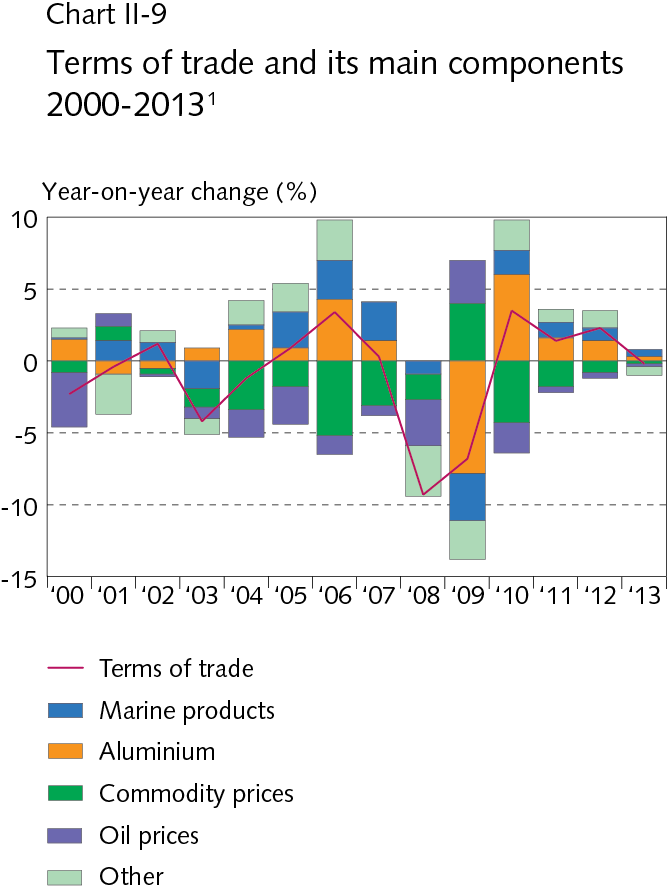 Chart II-9
Terms of trade and its main components
2000-2013¹
Year-on-year change (%)
10
5
0
-5
-10
-15
‘00 ‘01 ‘02 ‘03 ‘04 ‘05 ‘06 ‘07 ‘08 ‘09 ‘10 ‘11 ‘12 ‘13
Terms of trade
Marine products
Aluminium
Commodity prices
Oil prices
Other